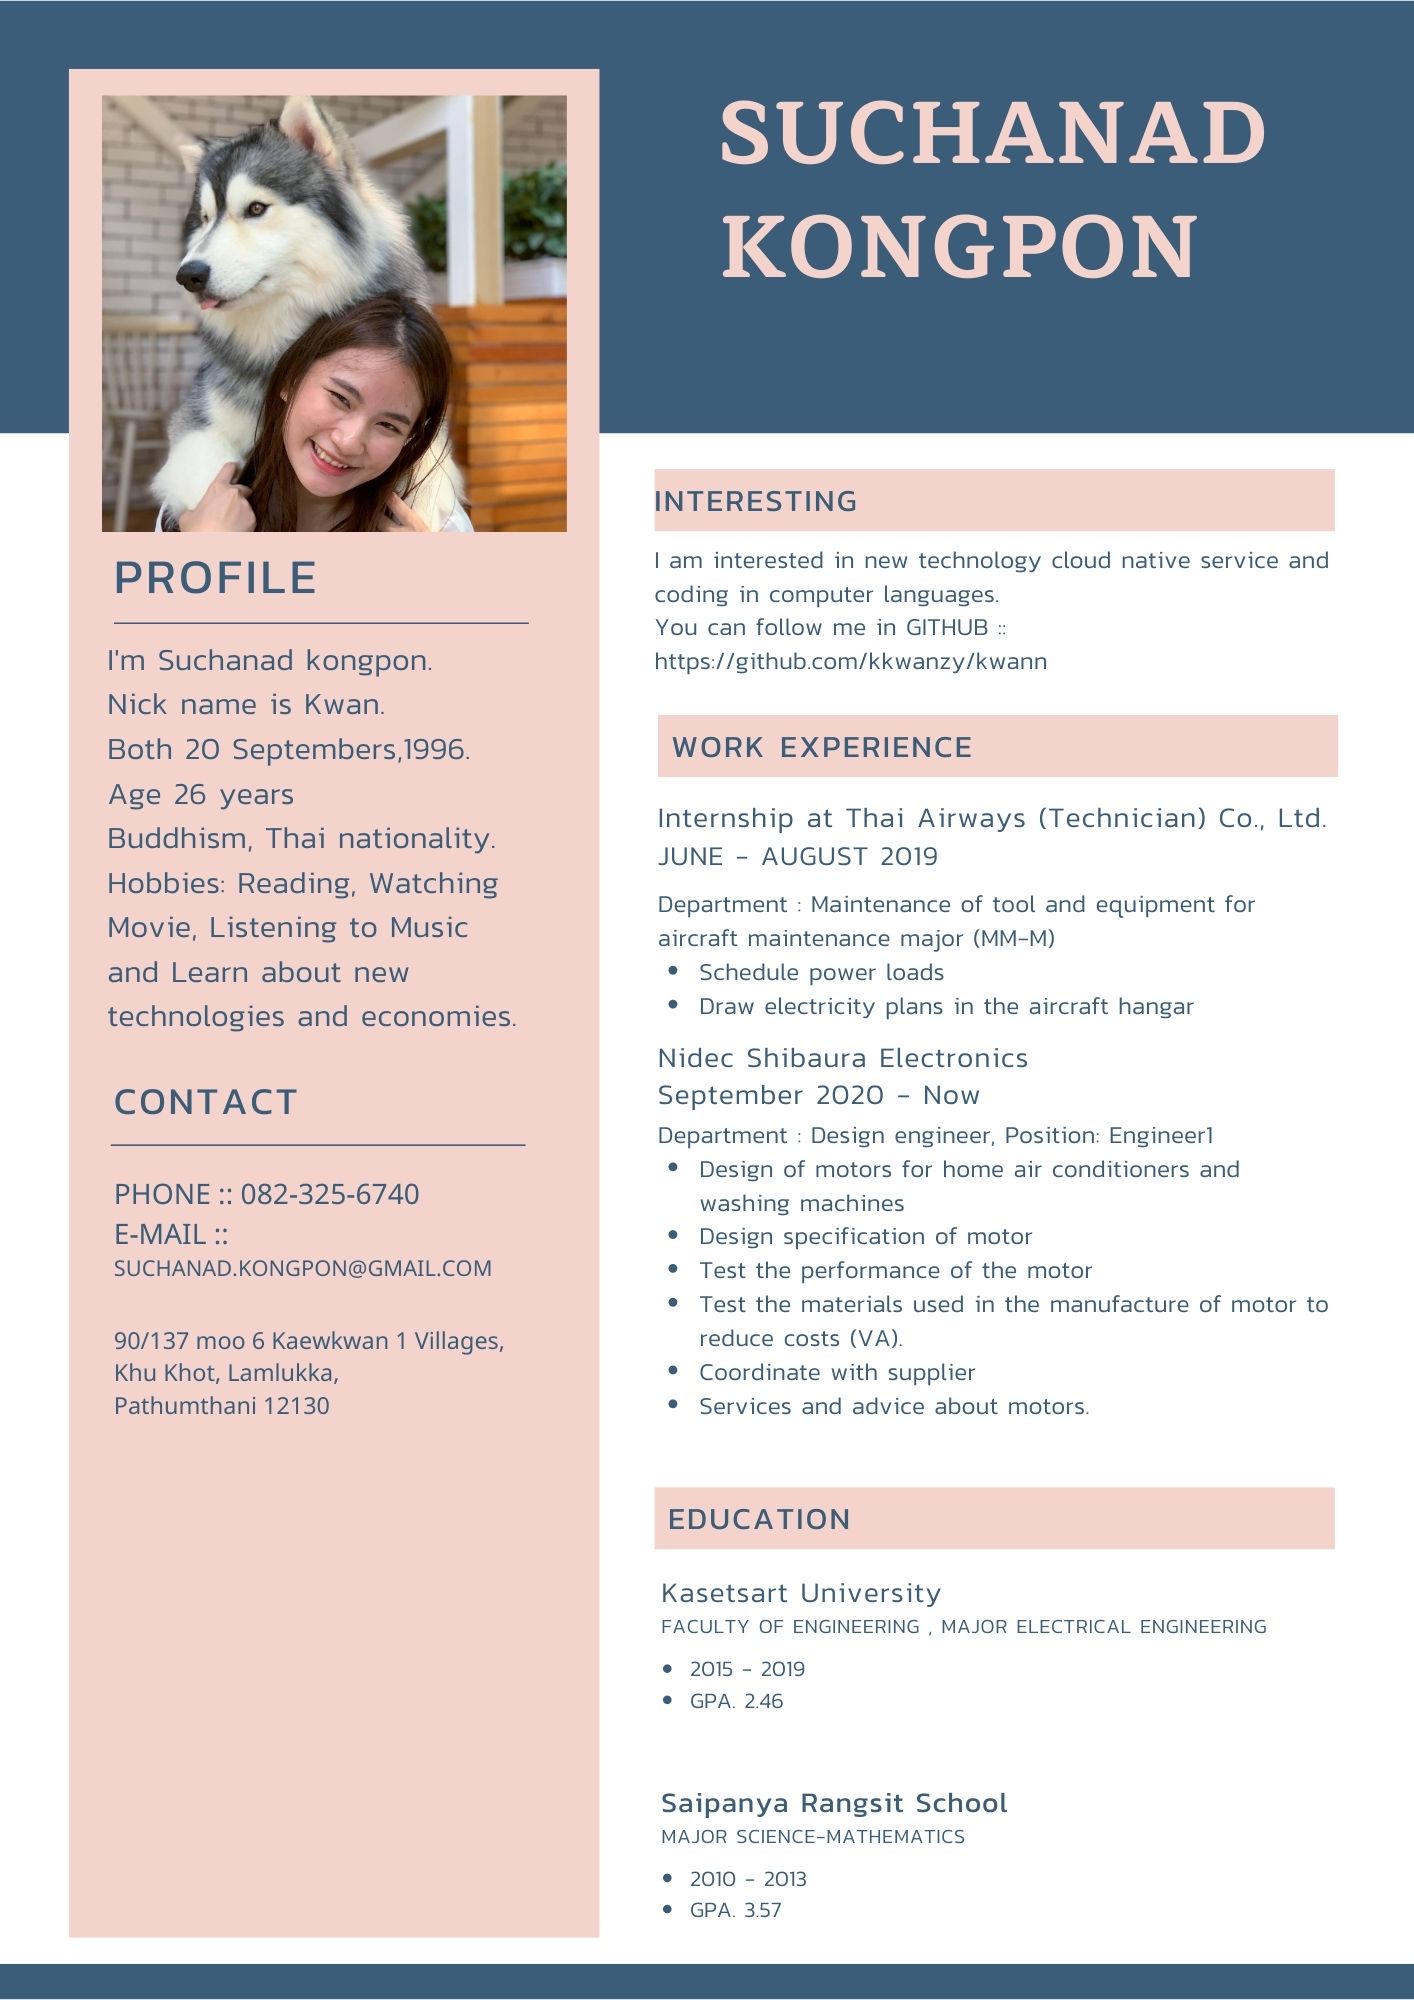 SUCHANAD
KONGPON
PROFILE
I'm Suchanad kongpon.
Nick name is Kwan.
Both 20 Septembers,1996.
Age 26 years
Buddhism, Thai nationality.
Hobbies: Reading, Watching
Movie, Listening to Music
and Learn about new
technologies and economies.
CONTACT
PHONE :: 082-325-6740
E-MAIL ::
SUCHANAD.KONGPON@GMAIL.COM
90/137 moo 6 Kaewkwan 1 Villages,
Khu Khot, Lamlukka,
Pathumthani 12130
INTERESTING
I am interested in new technology cloud native service and
coding in computer languages.
You can follow me in GITHUB ::
https://github.com/kkwanzy/kwann
WORK EXPERIENCE
Internship at Thai Airways (Technician) Co., Ltd.
JUNE - AUGUST 2019
Department : Maintenance of tool and equipment for
aircraft maintenance major (MM-M)
• Schedule power loads
• Draw electricity plans in the aircraft hangar
Nidec Shibaura Electronics
September 2020 - Now
Department : Design engineer, Position: Engineer1
• Design of motors for home air conditioners and
washing machines
• Design specification of motor
• Test the performance of the motor
• Test the materials used in the manufacture of motor to
reduce costs (VA).
• Coordinate with supplier
• Services and advice about motors.
EDUCATION
Kasetsart University
FACULTY OF ENGINEERING , MAJOR ELECTRICAL ENGINEERING
• 2015 - 2019
• GPA. 2.46
Saipanya Rangsit School
MAJOR SCIENCE-MATHEMATICS
• 2010 - 2013
• GPA. 3.57